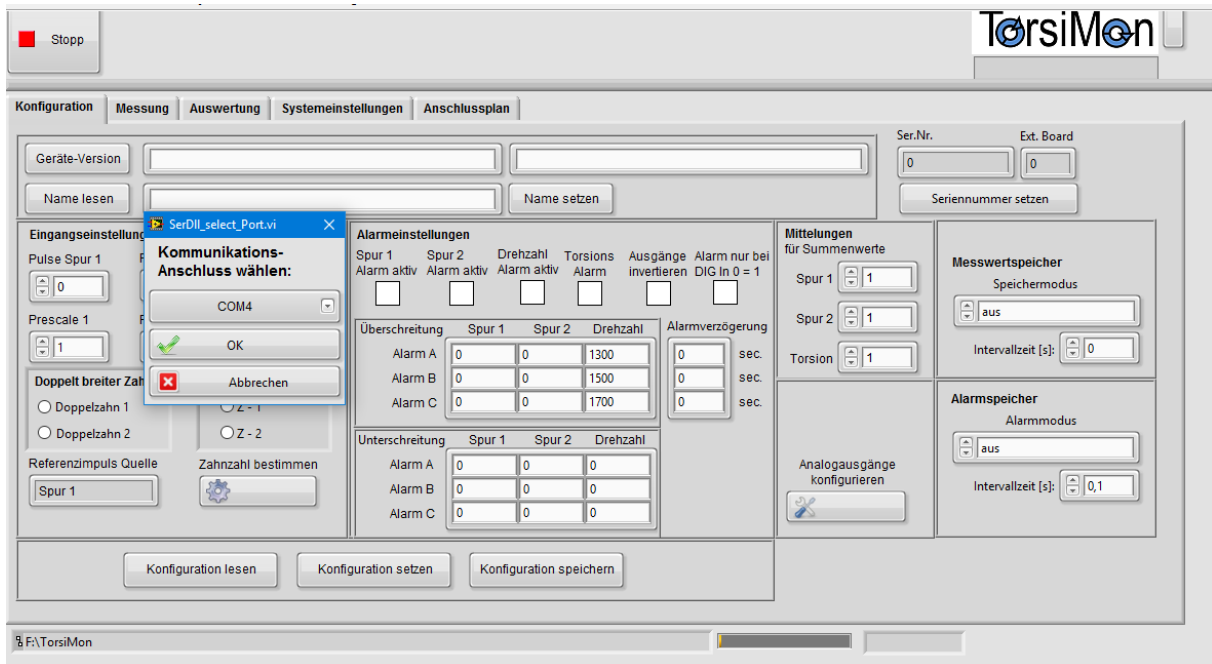 Stopp
TorsiMon
Konfiguration
Messung
Auswertung
Systemeinstellungen
Anschlussplan
Ser.Nr.
Ext. Board
Geräte-Version
0
0
Name lesen
Name setzen
Seriennummer setzen
SerDll_select_Port.vi
Kommunikations-
Anschluss wählen:
COM4
OK
Abbrechen
Eingangseinstellung
Pulse Spur 1
0
Prescale 1
1
Doppelt breiter Zah
Doppelzahn 1
Z - 1
Doppelzahn 2
Z - 2
Referenzimpuls Quelle
Spur 1
Zahnzahl bestimmen
Alarmeinstellungen
Spur 1
Alarm aktiv
Spur 2
Alarm aktiv
Drehzahl
Alarm aktiv
Torsions
Alarm
Ausgänge
invertieren
Alarm nur bei
DIG In 0 = 1
Überschreitung Spur 1 Spur 2 Drehzahl
Alarm A 0 0 1300
Alarm B 0 0 1500
Alarm C 0 0 1700
Alarmverzögerung
0 sec.
0 sec.
0 sec.
Unterschreitung Spur 1 Spur 2 Drehzahl
Alarm A 0 0 0
Alarm B 0 0 0
Alarm C 0 0 0
Mittelungen
für Summenwerte
Spur 1 1
Spur 2 1
Torsion 1
Analogausgänge
konfigurieren
Messwertspeicher
Speichermodus
aus
Intervallzeit [s]: 0
Alarmspeicher
Alarmmodus
aus
Intervallzeit [s]: 0,1
Konfiguration lesen
Konfiguration setzen
Konfiguration speichern
F:\TorsiMon